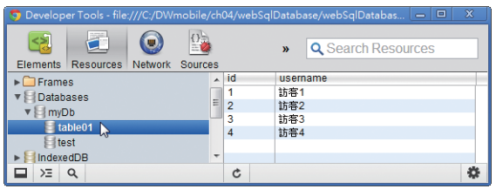 Developer Tools - file:///C:/DWmobile/ch04/webSqlDatabase/webSqlDatabas...
Elements Resources Network Sources » Search Resources
Frames
Databases
myDb
table01
test
IndexedDB
id username
1 訪客1
2 訪客2
3 訪客3
4 訪客4